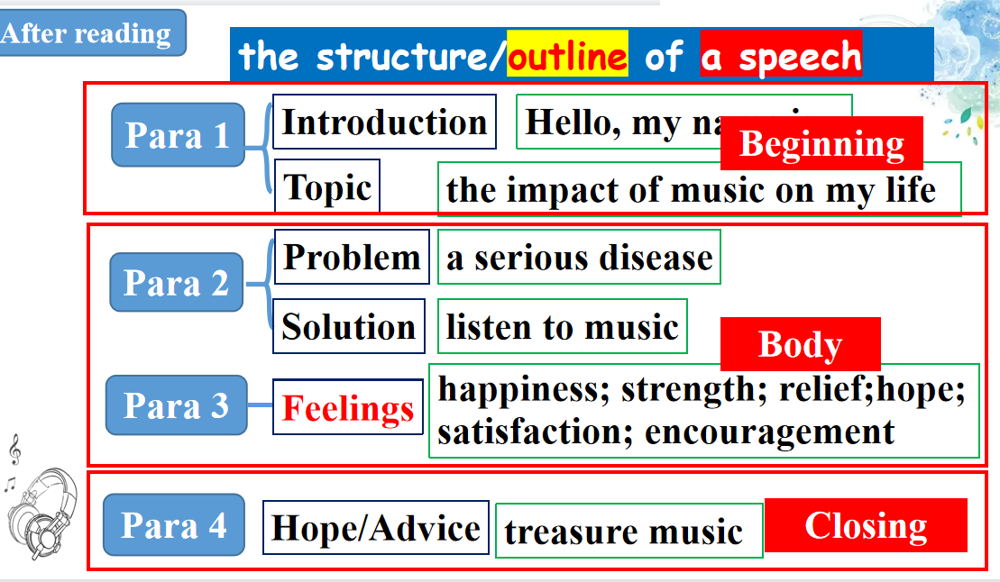 After reading
the structure/outline of a speech
Para 1
Introduction
Hello, my
Beginning
Topic
the impact of music on my life
Para 2
Problem
a serious disease
Solution
listen to music
Body
Para 3
Feelings
happiness; strength; relief;hope;
satisfaction; encouragement
Para 4
Hope/Advice
treasure music
Closing